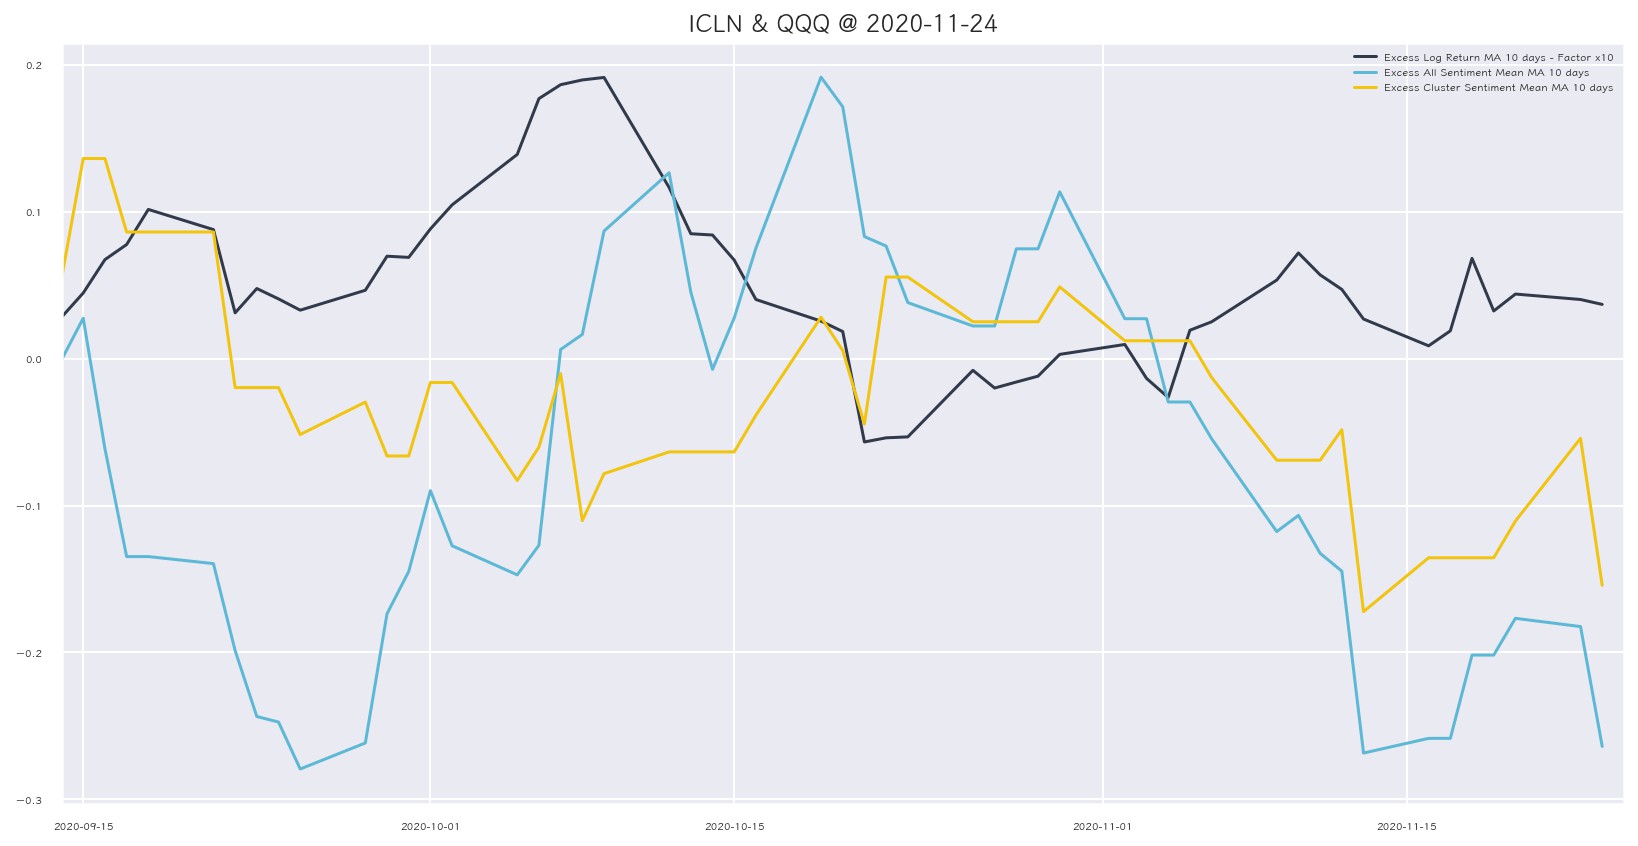 ICLN & QQQ @ 2020-11-24
Excess Log Return MA 10 days - Factor x10
Excess All Sentiment Mean MA 10 days
Excess Cluster Sentiment Mean MA 10 days
0.2
0.1
0.0
−0.1
−0.2
−0.3
2020-09-15 2020-10-01 2020-10-15 2020-11-01 2020-11-15